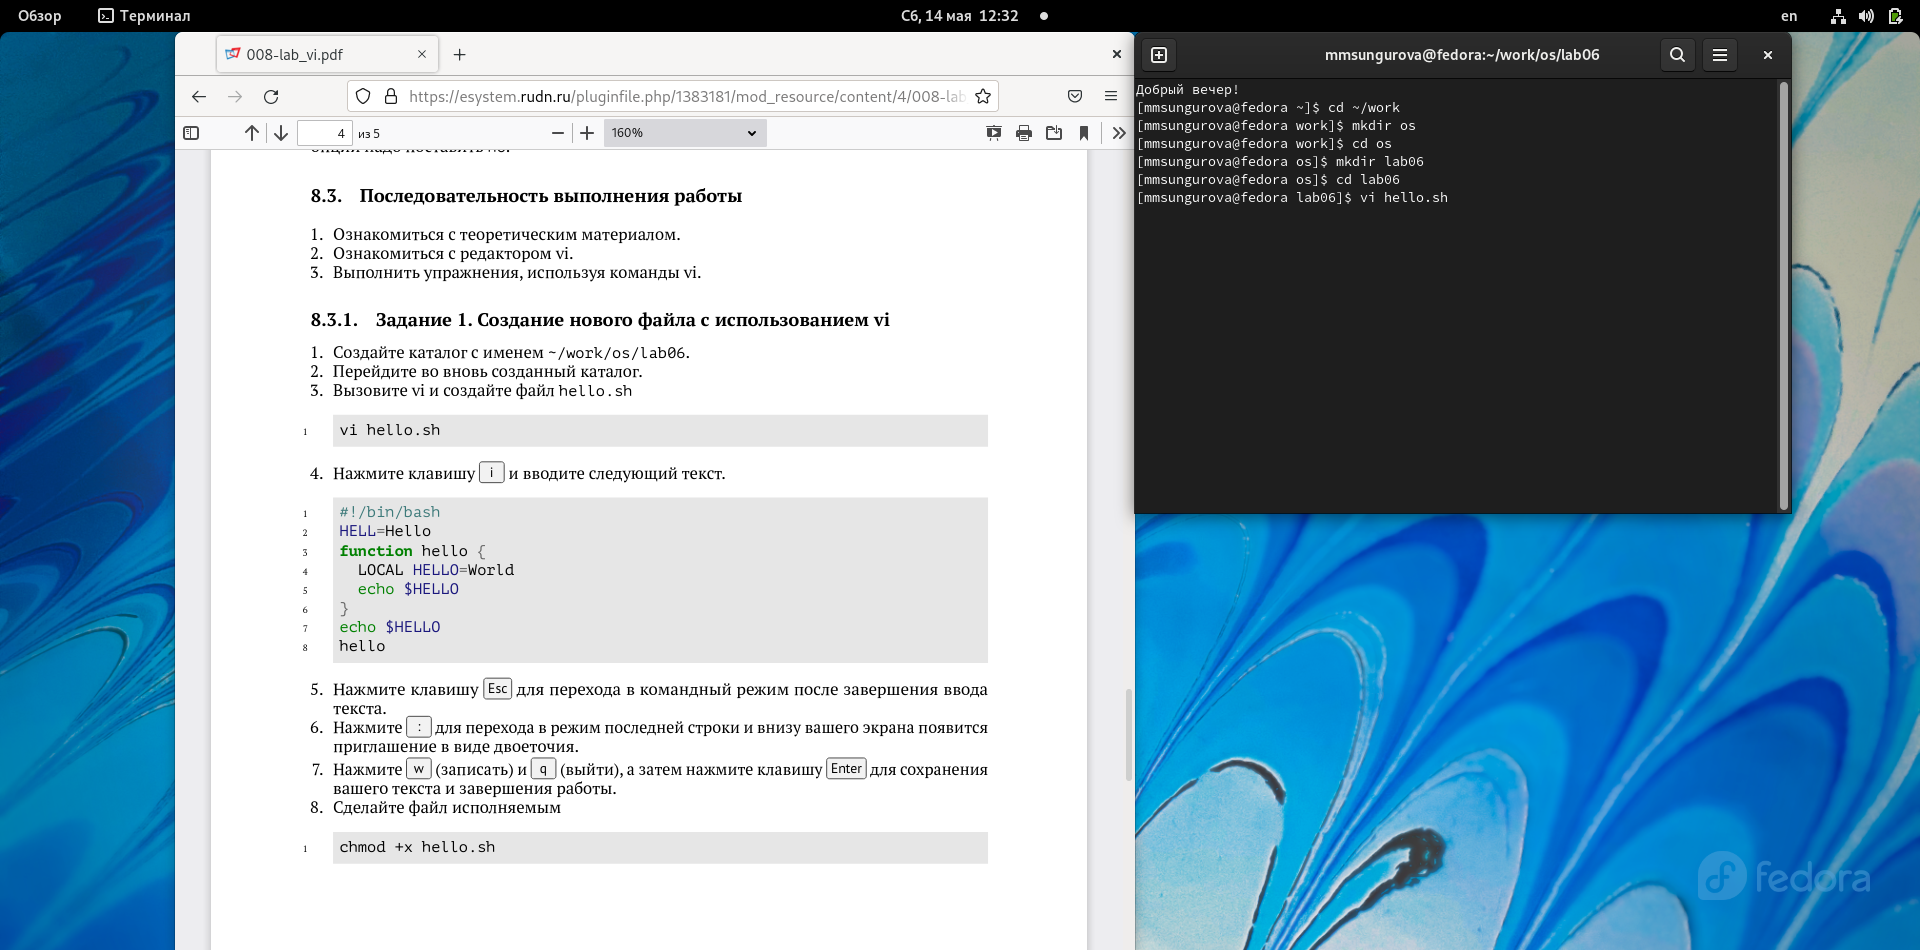 Обзор
Терминал
Сб, 14 мая 12:32
en
008-lab_vi.pdf
https://esystem.rudn.ru/pluginfile.php/1383181/mod_resource/content/4/008-lab
4 из 5
160%
опции надо поставить no.
8.3. Последовательность выполнения работы
1. Ознакомиться с теоретическим материалом.
2. Ознакомиться с редактором vi.
3. Выполнить упражнения, используя команды vi.
8.3.1. Задание 1. Создание нового файла с использованием vi
1. Создайте каталог с именем ~/work/os/lab06.
2. Перейдите во вновь созданный каталог.
3. Вызовите vi и создайте файл hello.sh
1 vi hello.sh
4. Нажмите клавишу i и вводите следующий текст.
1 #!/bin/bash
2 HELL=Hello
3 function hello {
4 LOCAL HELLO=World
5 echo $HELLO
6 }
7 echo $HELLO
8 hello
5. Нажмите клавишу Esc для перехода в командный режим после завершения ввода
текста.
6. Нажмите : для перехода в режим последней строки и внизу вашего экрана появится
приглашение в виде двоеточия.
7. Нажмите w (записать) и q (выйти), а затем нажмите клавишу Enter для сохранения
вашего текста и завершения работы.
8. Сделайте файл исполняемым
1 chmod +x hello.sh
mmsungurova@fedora:~/work/os/lab06
Добрый вечер!
[mmsungurova@fedora ~]$ cd ~/work
[mmsungurova@fedora work]$ mkdir os
[mmsungurova@fedora work]$ cd os
[mmsungurova@fedora os]$ mkdir lab06
[mmsungurova@fedora os]$ cd lab06
[mmsungurova@fedora lab06]$ vi hello.sh
fedora